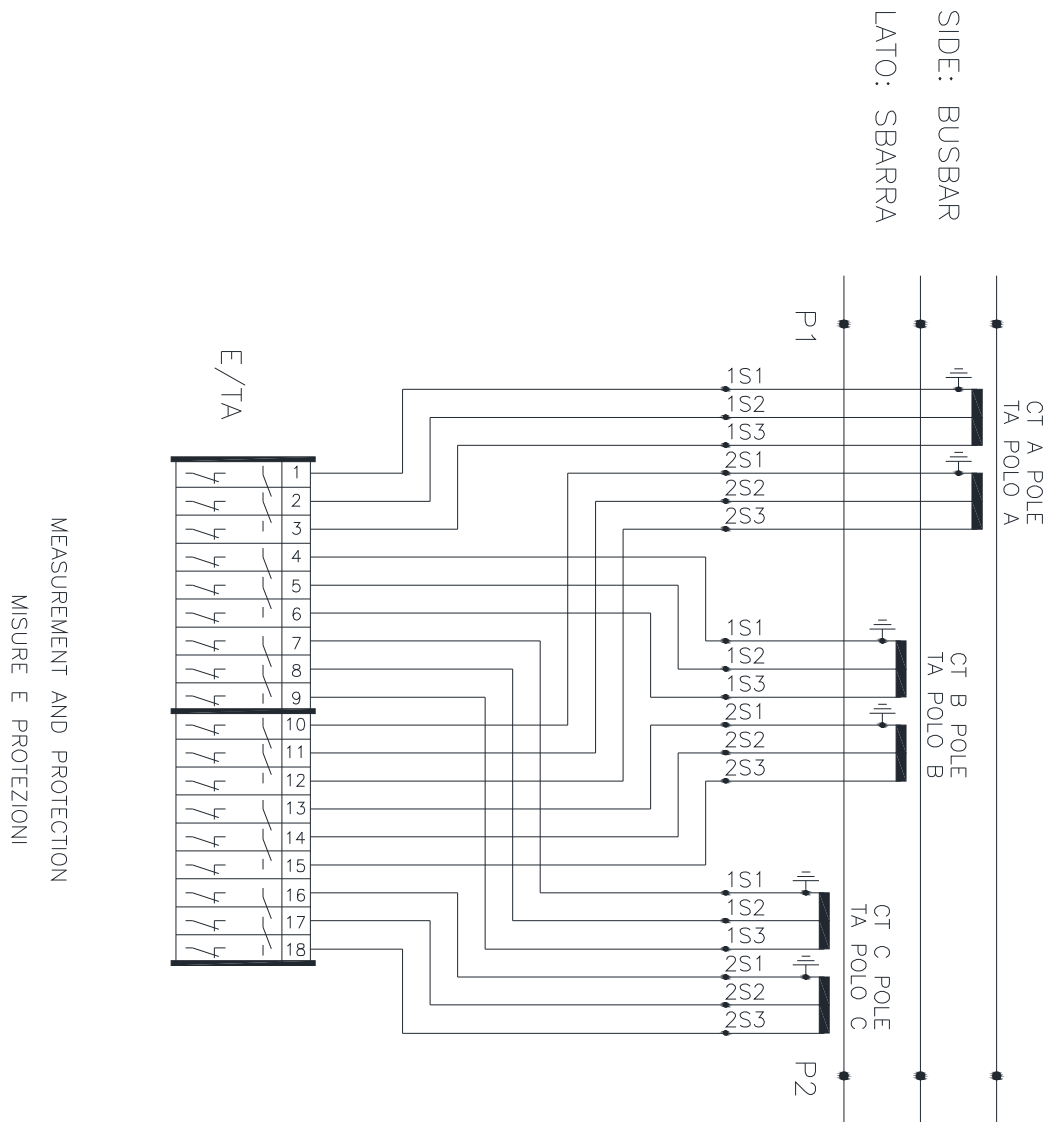 SIDE: BUSBAR
LATO: SBARRA
P1
CT A POLE
TA POLO A
1S1
1S2
1S3
2S1
2S2
2S3
CT B POLE
TA POLO B
1S1
1S2
1S3
2S1
2S2
2S3
CT C POLE
TA POLO C
1S1
1S2
1S3
2S1
2S2
2S3
P2
E/TA
1
2
3
4
5
6
7
8
9
10
11
12
13
14
15
16
17
18
MEASUREMENT AND PROTECTION
MISURE E PROTEZIONI